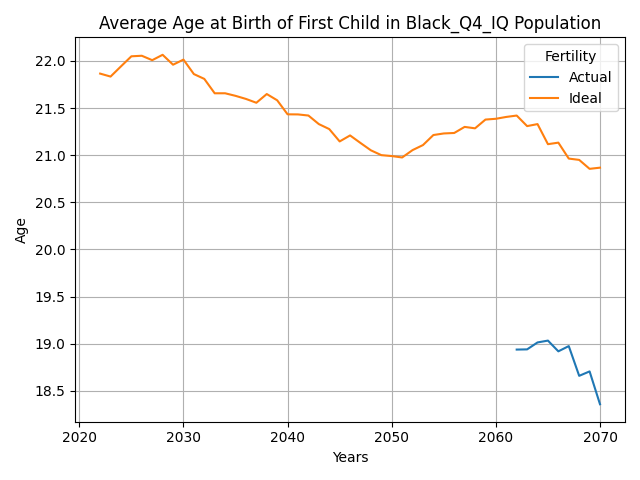 Average Age at Birth of First Child in Black_Q4_IQ Population
Fertility
Actual
Ideal
Age
22.0
21.5
21.0
20.5
20.0
19.5
19.0
18.5
2020
2030
2040
2050
2060
2070
Years